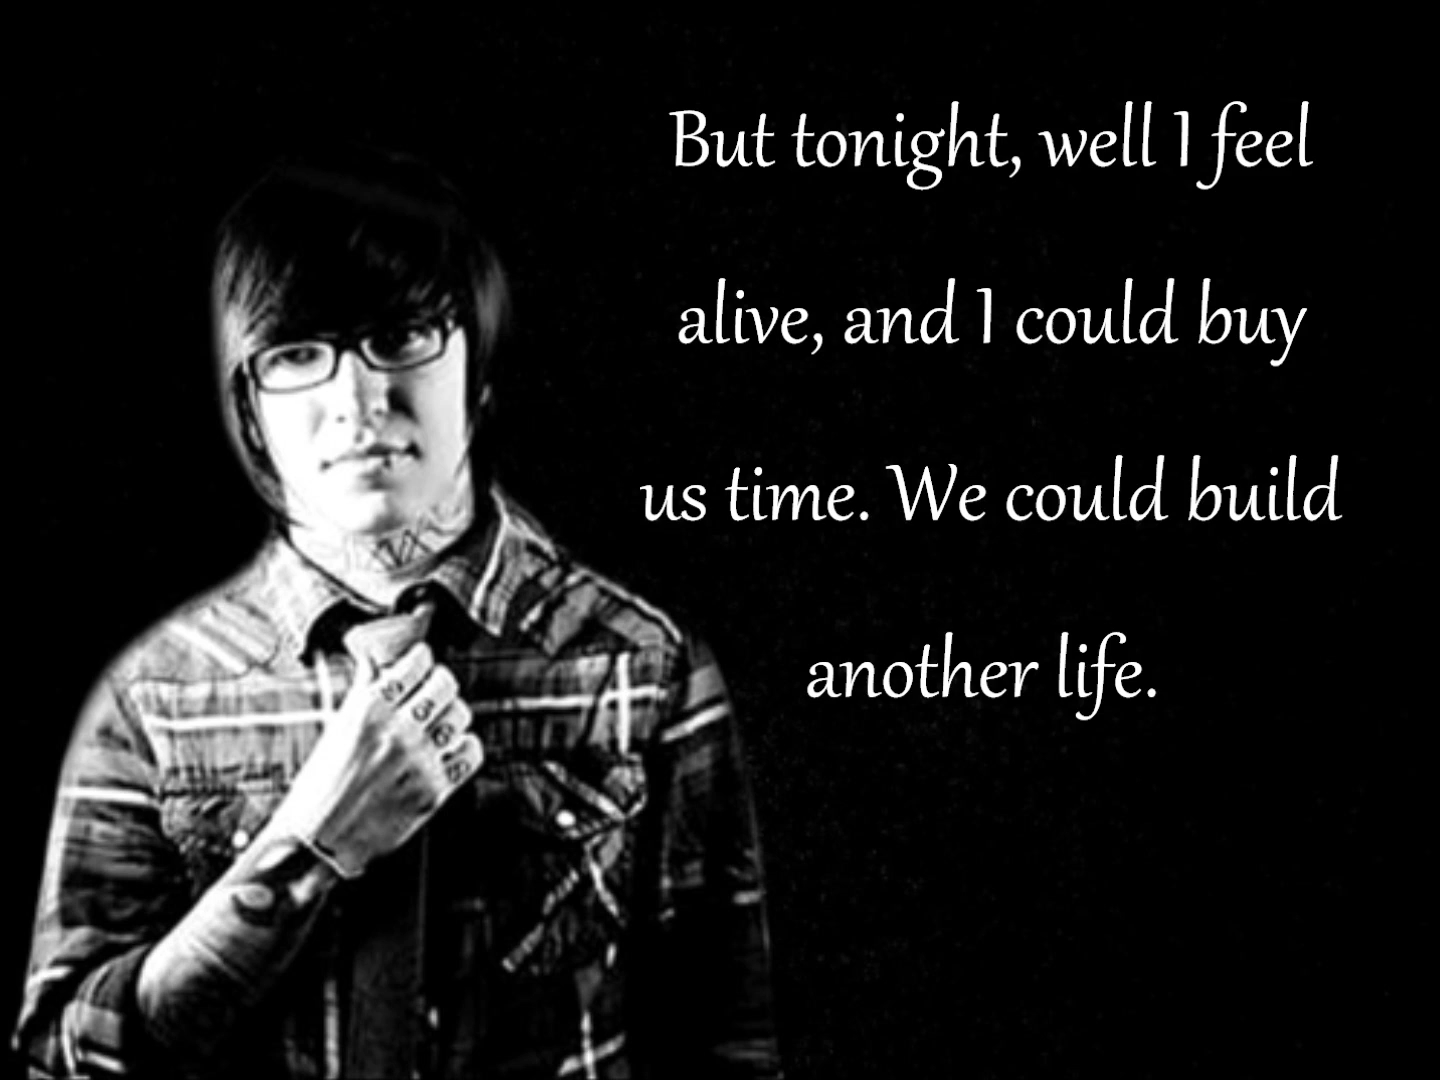 But tonight, well I feel
alive, and I could buy
us time. We could build
another life.